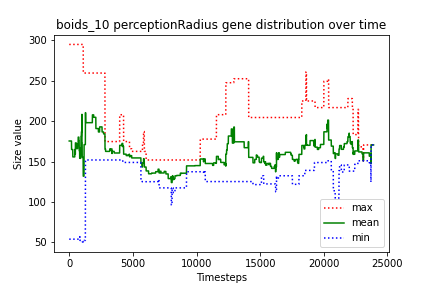 boids_10 perceptionRadius gene distribution over time
Size value
300
250
200
150
100
50
0
5000
10000
15000
20000
25000
Timesteps
max
mean
min